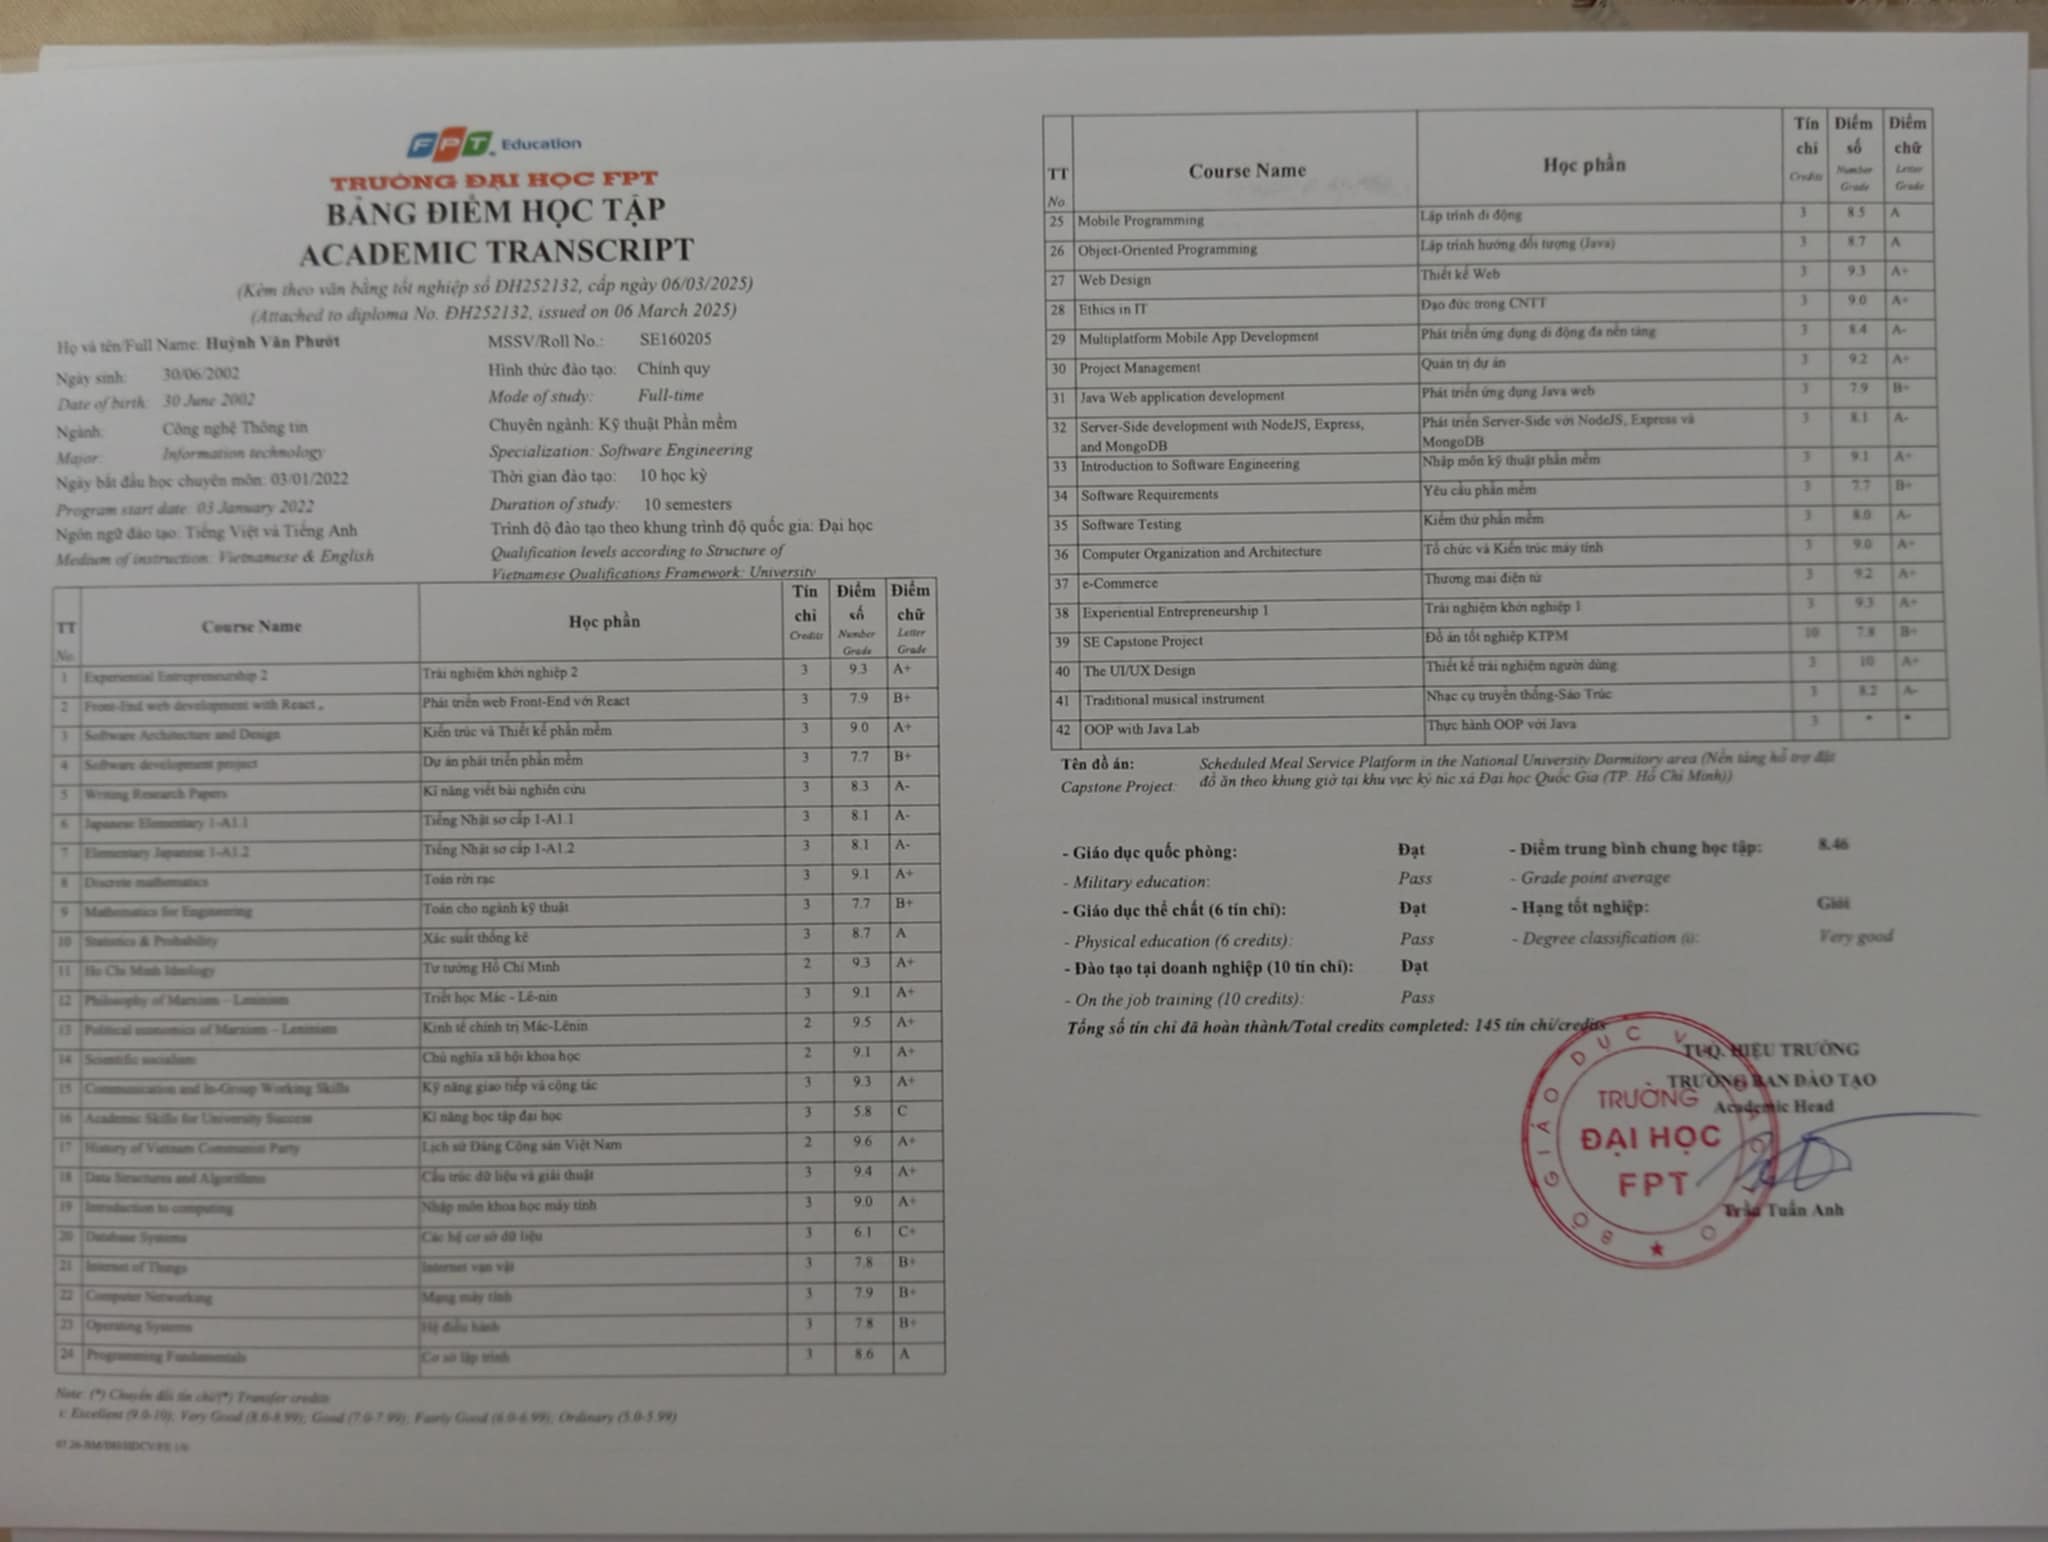 FPT Education
TRƯỜNG ĐẠI HỌC FPT
BẢNG ĐIỂM HỌC TẬP
ACADEMIC TRANSCRIPT
(Kèm theo văn bằng tốt nghiệp số ĐH252132, cấp ngày 06/03/2025)
(Attached to diploma No. ĐH252132, issued on 06 March 2025)
Họ và tên/Full Name: Huỳnh Văn Phướt MSSV/Roll No.: SE160205
Ngày sinh: 30/06/2002 Hình thức đào tạo: Chính quy
Date of birth: 30 June 2002 Mode of study: Full-time
Ngành: Công nghệ Thông tin Chuyên ngành: Kỹ thuật Phần mềm
Major: Information technology Specialization: Software Engineering
Ngày bắt đầu học chuyên môn: 03/01/2022 Thời gian đào tạo: 10 học kỳ
Program start date: 03 January 2022 Duration of study: 10 semesters
Ngôn ngữ đào tạo: Tiếng Việt và Tiếng Anh Trình độ đào tạo theo khung trình độ quốc gia: Đại học
Medium of instruction: Vietnamese & English Qualification levels according to Structure of
Vietnamese Qualifications Framework: University
TT No. Course Name Học phần Tín chỉ Credits Điểm số Number Grade Điểm chữ Letter Grade
1 Experiential Entrepreneurship 2 Trải nghiệm khởi nghiệp 2 3 9.3 A+
2 Front-End web development with React Phát triển web Front-End với React 3 7.9 B+
3 Software Architecture and Design Kiến trúc và Thiết kế phần mềm 3 9.0 A+
4 Software development project Dự án phát triển phần mềm 3 7.7 B+
5 Writing Research Papers Kĩ năng viết bài nghiên cứu 3 8.3 A-
6 Japanese Elementary 1-A1.1 Tiếng Nhật sơ cấp 1-A1.1 3 8.1 A-
7 Elementary Japanese 1-A1.2 Tiếng Nhật sơ cấp 1-A1.2 3 8.1 A-
8 Discrete mathematics Toán rời rạc 3 9.1 A+
9 Mathematics for Engineering Toán cho ngành kỹ thuật 3 7.7 B+
10 Statistics & Probability Xác suất thống kê 3 8.7 A
11 Ho Chi Minh Ideology Tư tưởng Hồ Chí Minh 2 9.3 A+
12 Philosophy of Marxism – Leninism Triết học Mác - Lê-nin 3 9.1 A+
13 Political economics of Marxism – Leninism Kinh tế chính trị Mác-Lênin 2 9.5 A+
14 Scientific socialism Chủ nghĩa xã hội khoa học 2 9.1 A+
15 Communication and In-Group Working Skills Kỹ năng giao tiếp và cộng tác 3 9.3 A+
16 Academic Skills for University Success Kĩ năng học tập đại học 3 5.8 C
17 History of Vietnam Communist Party Lịch sử Đảng Cộng sản Việt Nam 2 9.6 A+
18 Data Structures and Algorithms Cấu trúc dữ liệu và giải thuật 3 9.4 A+
19 Introduction to computing Nhập môn khoa học máy tính 3 9.0 A+
20 Database Systems Các hệ cơ sở dữ liệu 3 6.1 C+
21 Internet of Things Internet vạn vật 3 7.8 B+
22 Computer Networking Mạng máy tính 3 7.9 B+
23 Operating Systems Hệ điều hành 3 7.8 B+
24 Programming Fundamentals Cơ sở lập trình 3 8.6 A
Note: (*) Chuyển đổi tín chỉ/(*) Transfer credits
i: Excellent (9.0-10); Very Good (8.0-8.99); Good (7.0-7.99); Fairly Good (6.0-6.99); Ordinary (5.0-5.99)
TT No Course Name Học phần Tín chỉ Credits Điểm số Number Grade Điểm chữ Letter Grade
25 Mobile Programming Lập trình di động 3 8.5 A
26 Object-Oriented Programming Lập trình hướng đối tượng (Java) 3 8.7 A
27 Web Design Thiết kế Web 3 9.3 A+
28 Ethics in IT Đạo đức trong CNTT 3 9.0 A+
29 Multiplatform Mobile App Development Phát triển ứng dụng di động đa nền tảng 3 8.4 A-
30 Project Management Quản trị dự án 3 9.2 A+
31 Java Web application development Phát triển ứng dụng Java web 3 7.9 B+
32 Server-Side development with NodeJS, Express, Phát triển Server-Side với NodeJS, Express và 3 8.1 A-
and MongoDB MongoDB
33 Introduction to Software Engineering Nhập môn kỹ thuật phần mềm 3 9.1 A+
34 Software Requirements Yêu cầu phần mềm 3 7.7 B+
35 Software Testing Kiểm thử phần mềm 3 8.0 A-
36 Computer Organization and Architecture Tổ chức và Kiến trúc máy tính 3 9.0 A+
37 e-Commerce Thương mại điện tử 3 9.2 A+
38 Experiential Entrepreneurship 1 Trải nghiệm khởi nghiệp 1 3 9.3 A+
39 SE Capstone Project Đồ án tốt nghiệp KTPM 10 7.8 B+
40 The UI/UX Design Thiết kế trải nghiệm người dùng 3 10 A+
41 Traditional musical instrument Nhạc cụ truyền thống-Sáo Trúc 3 8.2 A-
42 OOP with Java Lab Thực hành OOP với Java 3 * *
Tên đồ án: Scheduled Meal Service Platform in the National University Dormitory area (Nền tảng hỗ trợ đặt
Capstone Project: đồ ăn theo khung giờ tại khu vực ký túc xá Đại học Quốc Gia (TP. Hồ Chí Minh))
- Giáo dục quốc phòng: Đạt - Điểm trung bình chung học tập: 8.46
- Military education: Pass - Grade point average
- Giáo dục thể chất (6 tín chỉ): Đạt - Hạng tốt nghiệp: Giỏi
- Physical education (6 credits): Pass - Degree classification (i): Very good
- Đào tạo tại doanh nghiệp (10 tín chỉ): Đạt
- On the job training (10 credits): Pass
Tổng số tín chỉ đã hoàn thành/Total credits completed: 145 tín chỉ/credits
TUQ. HIỆU TRƯỞNG
TRƯỞNG BAN ĐÀO TẠO
Academic Head
BỘ GIÁO DỤC VÀ ĐÀO TẠO
TRƯỜNG
ĐẠI HỌC
FPT
Trần Tuấn Anh